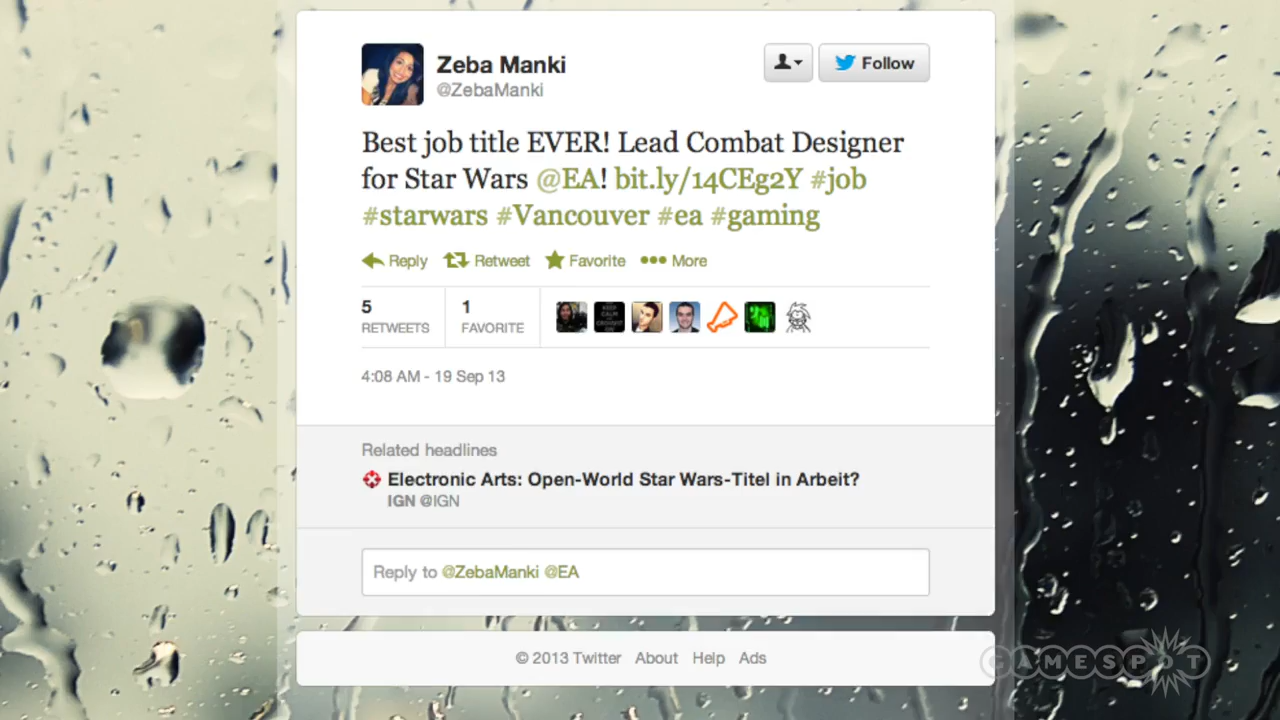 Zeba Manki
@ZebaManki
Follow
Best job title EVER! Lead Combat Designer
for Star Wars @EA! bit.ly/14CEg2Y #job
#starwars #Vancouver #ea #gaming
Reply Retweet Favorite More
5 1
RETWEETS FAVORITE
4:08 AM - 19 Sep 13
Related headlines
Electronic Arts: Open-World Star Wars-Titel in Arbeit?
IGN @IGN
Reply to @ZebaManki @EA
© 2013 Twitter About Help Ads
GAMESPOT